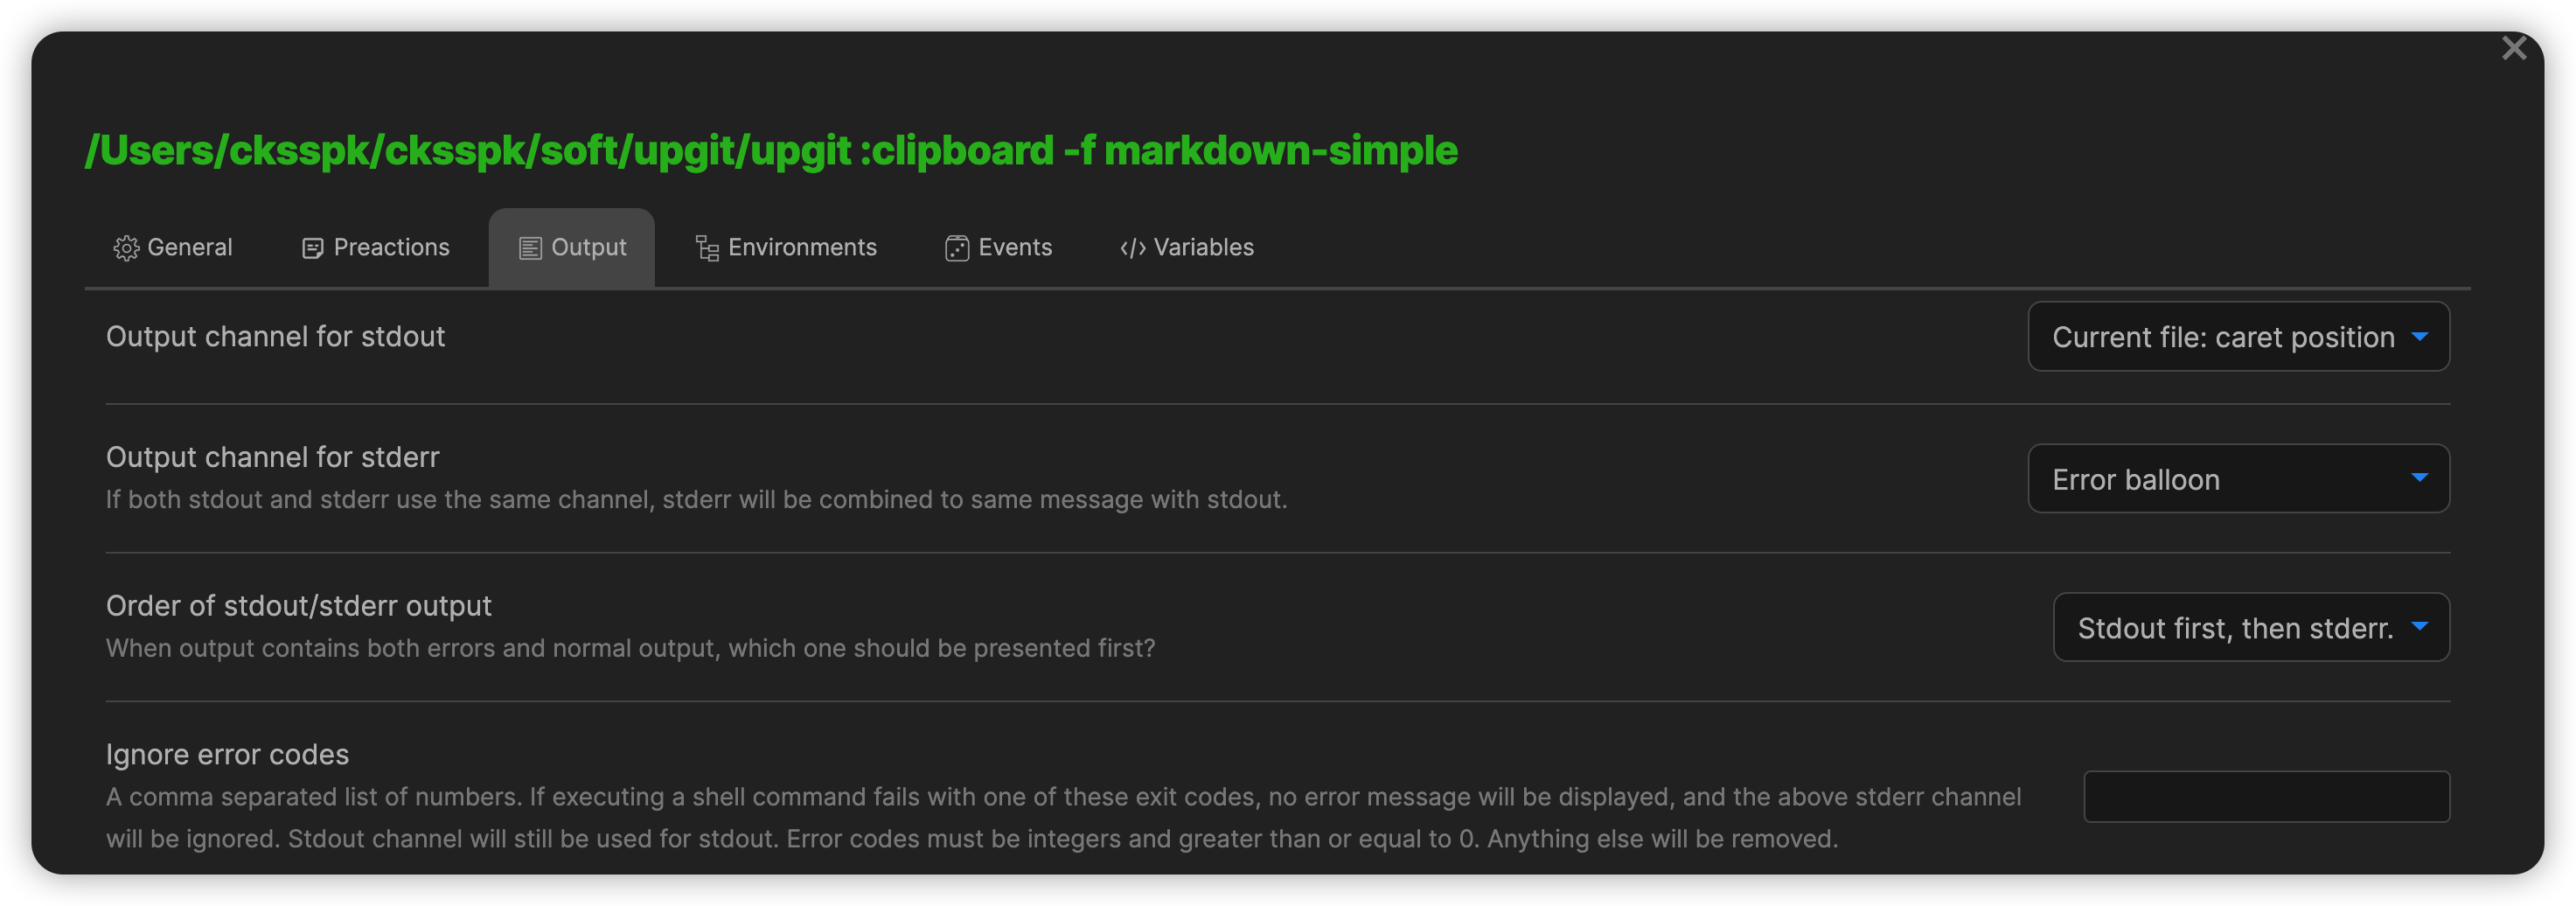 /Users/cksspk/cksspk/soft/upgit/upgit :clipboard -f markdown-simple
General Preactions Output Environments Events Variables
Output channel for stdout
Current file: caret position
Output channel for stderr
If both stdout and stderr use the same channel, stderr will be combined to same message with stdout.
Error balloon
Order of stdout/stderr output
When output contains both errors and normal output, which one should be presented first?
Stdout first, then stderr.
Ignore error codes
A comma separated list of numbers. If executing a shell command fails with one of these exit codes, no error message will be displayed, and the above stderr channel
will be ignored. Stdout channel will still be used for stdout. Error codes must be integers and greater than or equal to 0. Anything else will be removed.